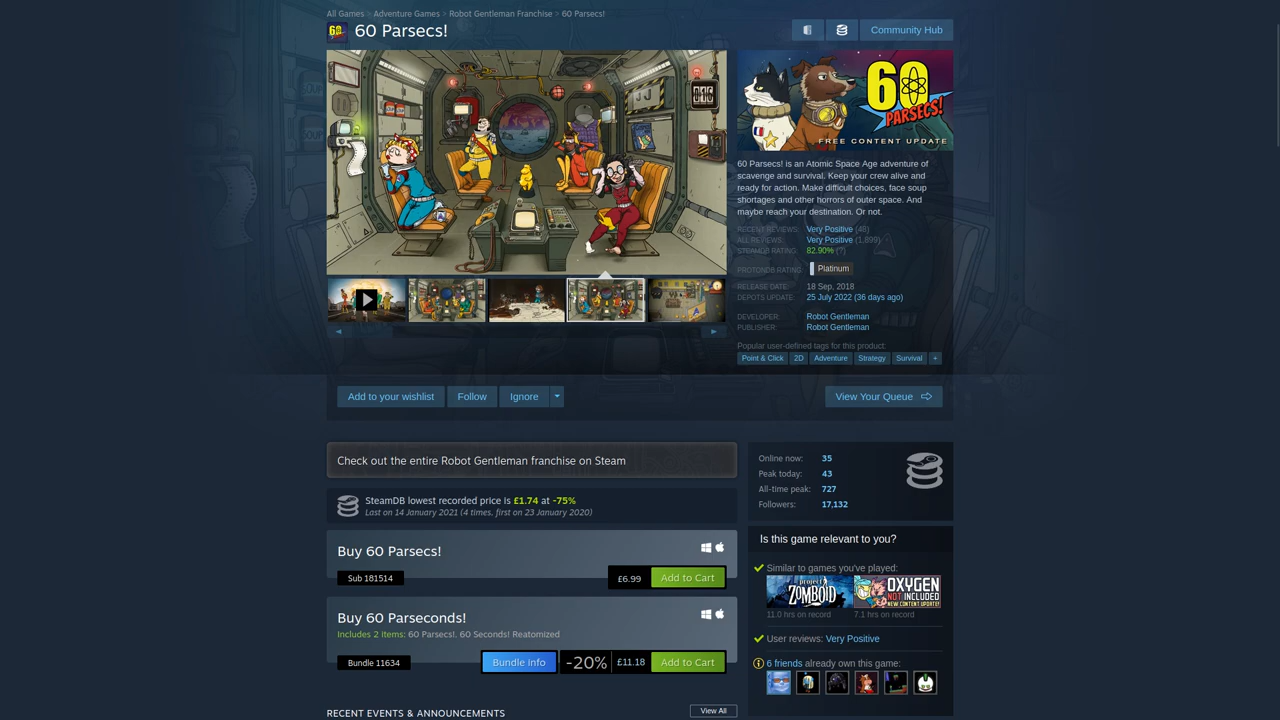 All Games > Adventure Games > Robot Gentleman Franchise > 60 Parsecs!
60 Parsecs!
Community Hub
60
PARSECS!
FREE CONTENT UPDATE
60 Parsecs! is an Atomic Space Age adventure of
scavenge and survival. Keep your crew alive and
ready for action. Make difficult choices, face soup
shortages and other horrors of outer space. And
maybe reach your destination. Or not.
RECENT REVIEWS: Very Positive (48)
ALL REVIEWS: Very Positive (1,899)
STEAMDB RATING: 82.90% (?)
PROTONDB RATING: Platinum
RELEASE DATE: 18 Sep, 2018
DEPOTS UPDATE: 25 July 2022 (36 days ago)
DEVELOPER: Robot Gentleman
PUBLISHER: Robot Gentleman
Popular user-defined tags for this product:
Point & Click 2D Adventure Strategy Survival +
Add to your wishlist Follow Ignore View Your Queue
Check out the entire Robot Gentleman franchise on Steam
SteamDB lowest recorded price is £1.74 at -75%
Last on 14 January 2021 (4 times, first on 23 January 2020)
Buy 60 Parsecs!
Sub 181514 £6.99 Add to Cart
Buy 60 Parseconds!
Includes 2 items: 60 Parsecs!, 60 Seconds! Reatomized
Bundle 11634 Bundle info -20% £11.18 Add to Cart
RECENT EVENTS & ANNOUNCEMENTS View All
Online now: 35
Peak today: 43
All-time peak: 727
Followers: 17,132
Is this game relevant to you?
Similar to games you've played:
project ZOMBOID
OXYGEN
NOT INCLUDED
NEW CONTENT UPDATE!
11.0 hrs on record 7.1 hrs on record
User reviews: Very Positive
6 friends already own this game: